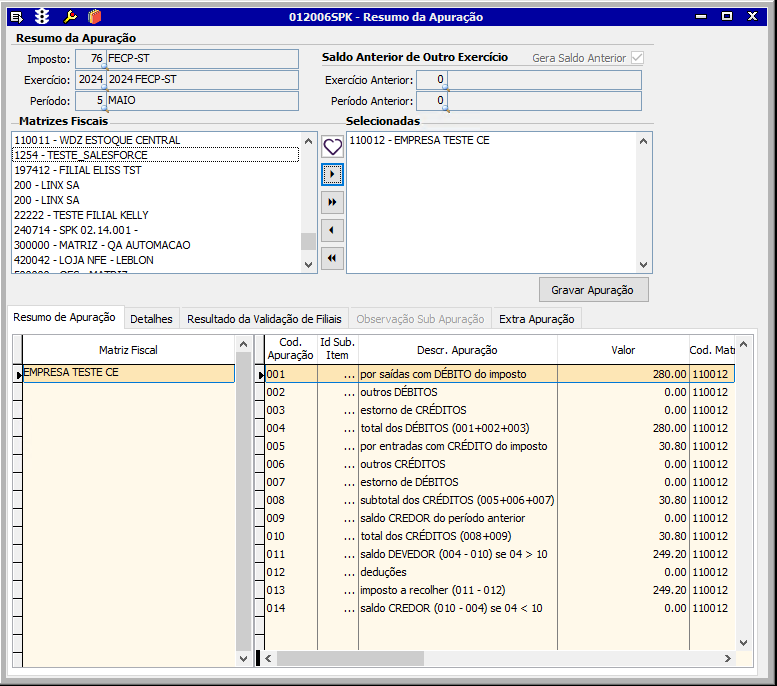 012006SPK - Resumo da Apuração
Resumo da Apuração
Imposto: 76 FECP-ST
Exercício: 2024 2024 FECP-ST
Período: 5 MAIO
Saldo Anterior de Outro Exercício
Gera Saldo Anterior
Exercício Anterior: 0
Período Anterior: 0
Matrizes Fiscais
110011 - WDZ ESTOQUE CENTRAL
1254 - TESTE_SALESFORCE
197412 - FILIAL ELISS TST
200 - LINX SA
200 - LINX SA
22222 - TESTE FILIAL KELLY
240714 - SPK 02.14.001 -
300000 - MATRIZ - QA AUTOMACAO
420042 - LOJA NFE - LEBLON
Selecionadas
110012 - EMPRESA TESTE CE
Gravar Apuração
Resumo de Apuração Detalhes Resultado da Validação de Filiais Observação Sub Apuração Extra Apuração
Matriz Fiscal
EMPRESA TESTE CE
Cod. Apuração Id Sub. Item Descr. Apuração Valor Cod. Matr
001 ... por saídas com DÉBITO do imposto 280.00 110012
002 ... outros DÉBITOS 0.00 110012
003 ... estorno de CRÉDITOS 0.00 110012
004 ... total dos DÉBITOS (001+002+003) 280.00 110012
005 ... por entradas com CRÉDITO do imposto 30.80 110012
006 ... outros CRÉDITOS 0.00 110012
007 ... estorno de DÉBITOS 0.00 110012
008 ... subtotal dos CRÉDITOS (005+006+007) 30.80 110012
009 ... saldo CREDOR do período anterior 0.00 110012
010 ... total dos CRÉDITOS (008+009) 30.80 110012
011 ... saldo DEVEDOR (004 - 010) se 04 > 10 249.20 110012
012 ... deduções 0.00 110012
013 ... imposto a recolher (011 - 012) 249.20 110012
014 ... saldo CREDOR (010 - 004) se 04 < 10 0.00 110012